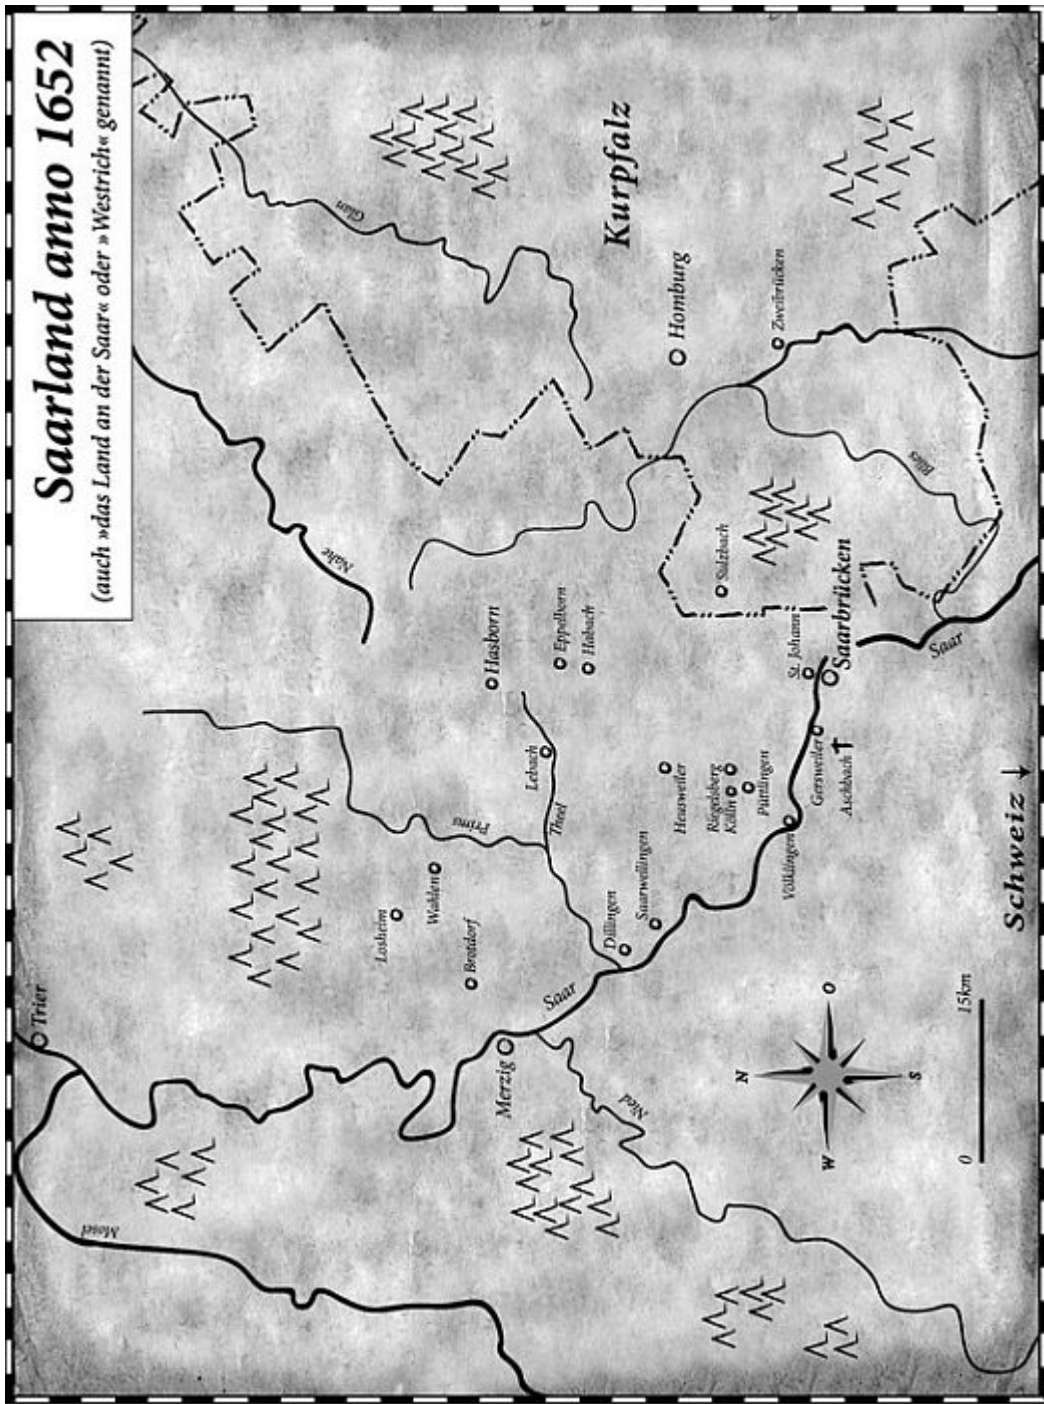 Saarland anno 1652
(auch »das Land an der Saar« oder »Westrich« genannt)
Trier
Mosel
Nahe
Glan
Kurpfalz
Homburg
Zweibrücken
Blies
Prims
Losheim
Wahlen
Brotdorf
Merzig
Saar
Nied
Hasborn
Eppelborn
Habach
Lebach
Theel
Dillingen
Saarwellingen
Heusweiler
Riegelsberg
Kölln
Püttlingen
Völklingen
Sulzbach
St. Johann
Saarbrücken
Gersweiler
Aschbach
Saar
Schweiz ↓
N
W
O
S
0 15km